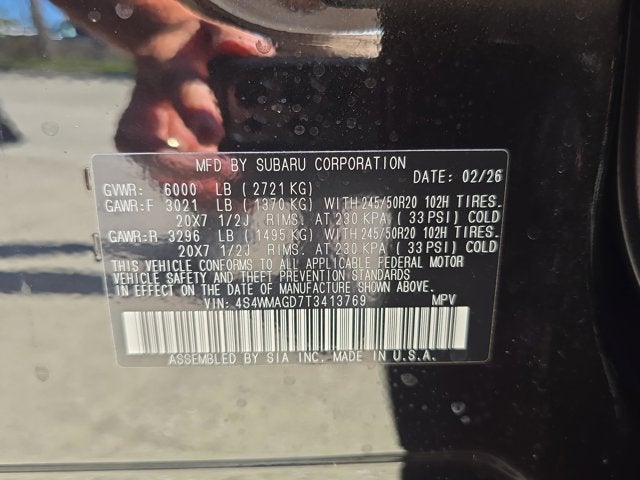 MFD BY SUBARU CORPORATION DATE: 02/26
GVWR: 6000 LB (2721 KG)
GAWR:F 3021 LB (1370 KG) WITH 245/50R20 102H TIRES.
20X7 1/2J RIMS. AT 230 KPA (33 PSI) COLD
GAWR:R 3296 LB (1495 KG) WITH 245/50R20 102H TIRES.
20X7 1/2J RIMS. AT 230 KPA (33 PSI) COLD
THIS VEHICLE CONFORMS TO ALL APPLICABLE FEDERAL MOTOR
VEHICLE SAFETY AND THEFT PREVENTION STANDARDS
IN EFFECT ON THE DATE OF MANUFACTURE SHOWN ABOVE.
VIN: 4S4WMAGD7T3413769 MPV
ASSEMBLED BY SIA INC. MADE IN U.S.A.